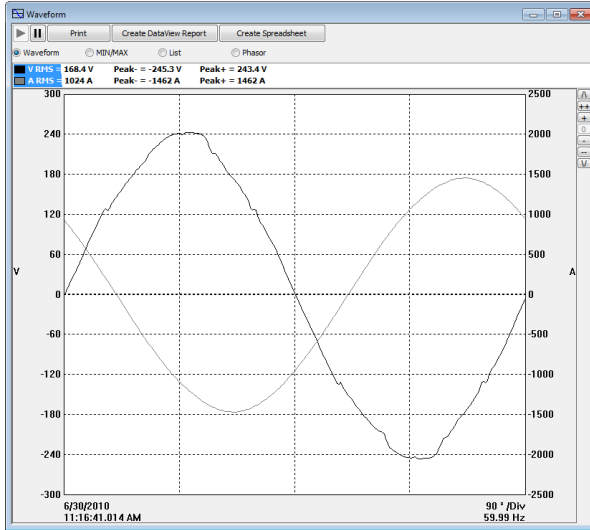 Waveform
Print Create DataView Report Create Spreadsheet
Waveform MIN/MAX List Phasor
V RMS = 168.4 V Peak- = -245.3 V Peak+ = 243.4 V
A RMS = 1024 A Peak- = -1462 A Peak+ = 1462 A
300 2500
240 2000
180 1500
120 1000
60 500
V 0 0 A
-60 -500
-120 -1000
-180 -1500
-240 -2000
-300 -2500
/\
++
+
0
-
--
\/
6/30/2010 90 °/Div
11:16:41.014 AM 59.99 Hz